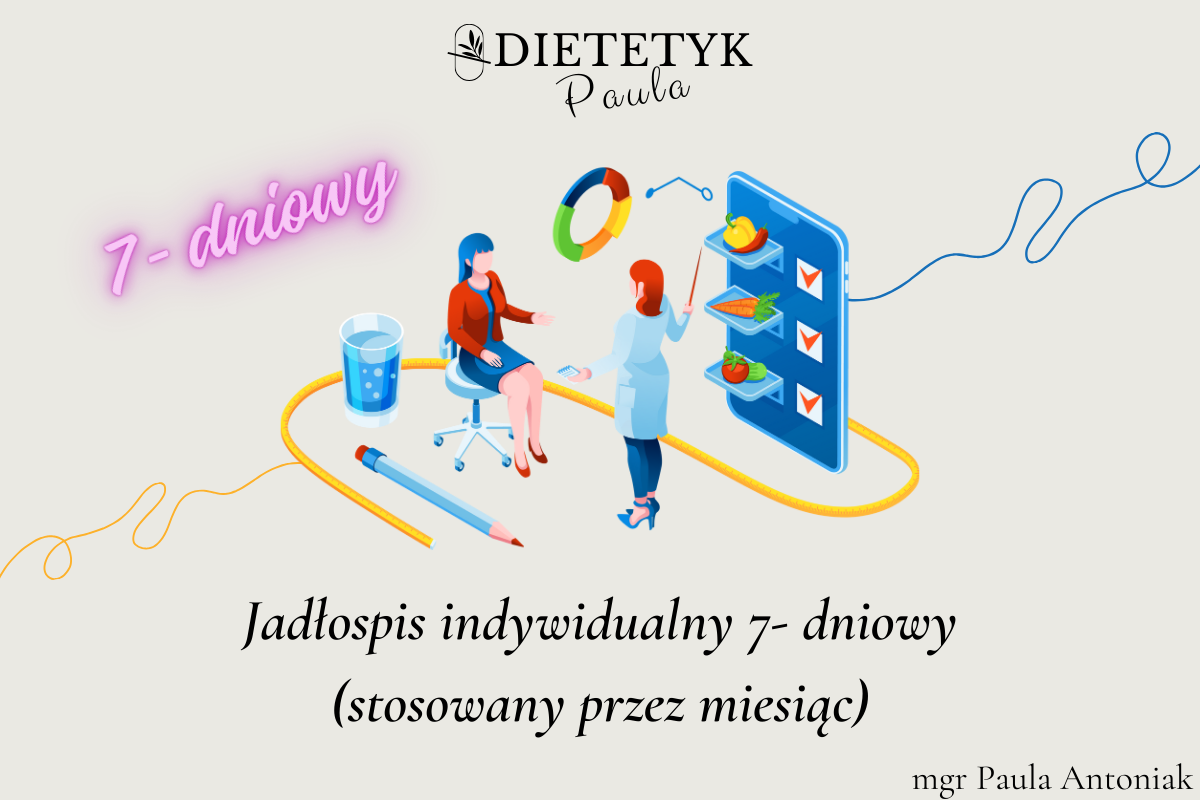 DIETETYK
Paula
7- dniowy
Jadłospis indywidualny 7- dniowy
(stosowany przez miesiąc)
mgr Paula Antoniak